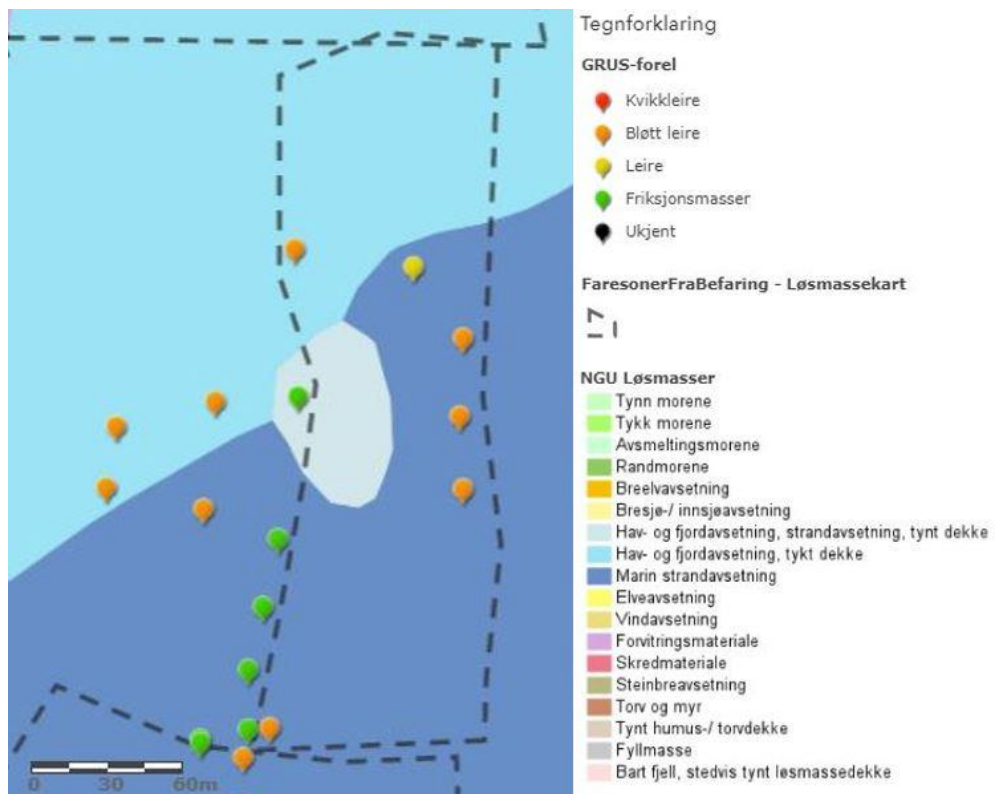 Tegnforklaring
GRUS-forel
Kvikkleire
Bløtt leire
Leire
Friksjonsmasser
Ukjent
FaresonerFraBefaring - Løsmassekart
NGU Løsmasser
Tynn morene
Tykk morene
Avsmeltingsmorene
Randmorene
Breelvavsetning
Bresjø-/ innsjøavsetning
Hav- og fjordavsetning, strandavsetning, tynt dekke
Hav- og fjordavsetning, tykt dekke
Marin strandavsetning
Elveavsetning
Vindavsetning
Forvitringsmateriale
Skredmateriale
Steinbreavsetning
Torv og myr
Tynt humus-/ torvdekke
Fyllmasse
Bart fjell, stedvis tynt løsmassedekke
0 30 60m